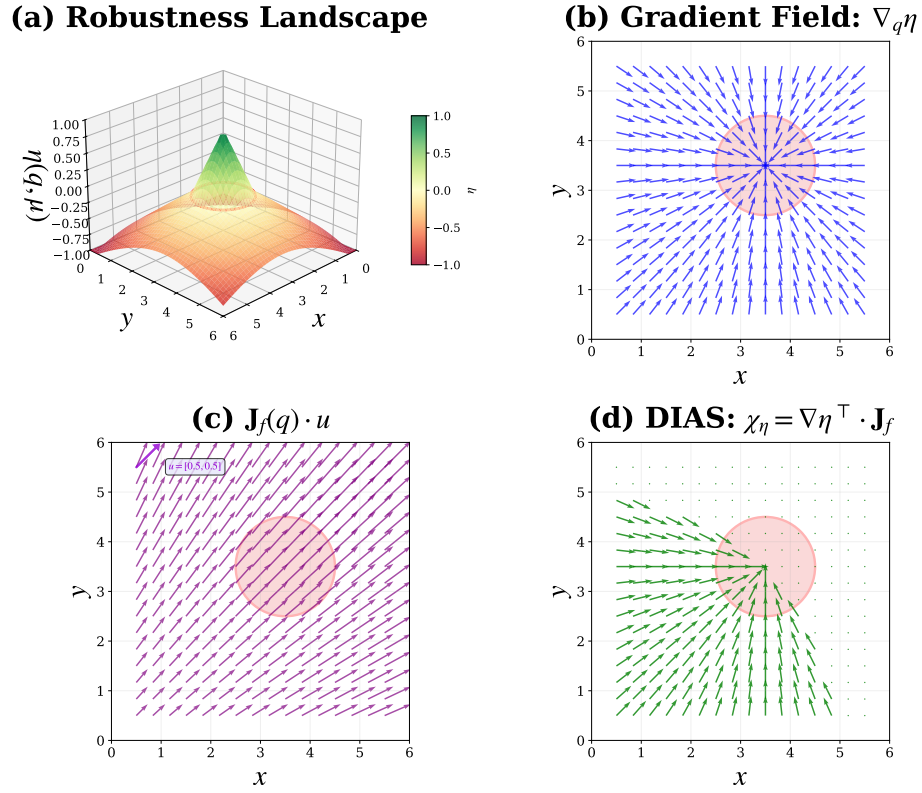 (a) Robustness Landscape
1.00
0.75
0.50
0.25
0.00
−0.25
−0.50
−0.75
−1.00
0
1
2
3
4
5
6
y
6
5
4
3
2
1
0
x
1.0
0.5
0.0
−0.5
−1.0
η
(b) Gradient Field: ∇qη
6
5
4
3
2
1
0
y
0 1 2 3 4 5 6
x
(c) Jf(q) · u
u = [0.5, 0.5]ᵀ
6
5
4
3
2
1
0
y
0 1 2 3 4 5 6
x
(d) DIAS: χη = ∇η⊤ · Jf
6
5
4
3
2
1
0
y
0 1 2 3 4 5 6
x